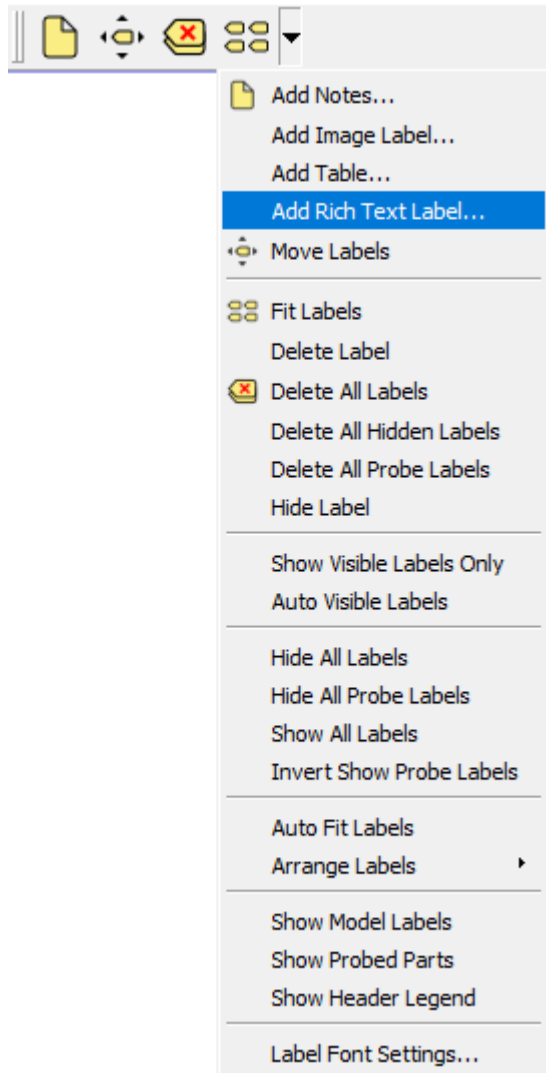 Add Notes...
Add Image Label...
Add Table...
Add Rich Text Label...
Move Labels
Fit Labels
Delete Label
Delete All Labels
Delete All Hidden Labels
Delete All Probe Labels
Hide Label
Show Visible Labels Only
Auto Visible Labels
Hide All Labels
Hide All Probe Labels
Show All Labels
Invert Show Probe Labels
Auto Fit Labels
Arrange Labels
Show Model Labels
Show Probed Parts
Show Header Legend
Label Font Settings...